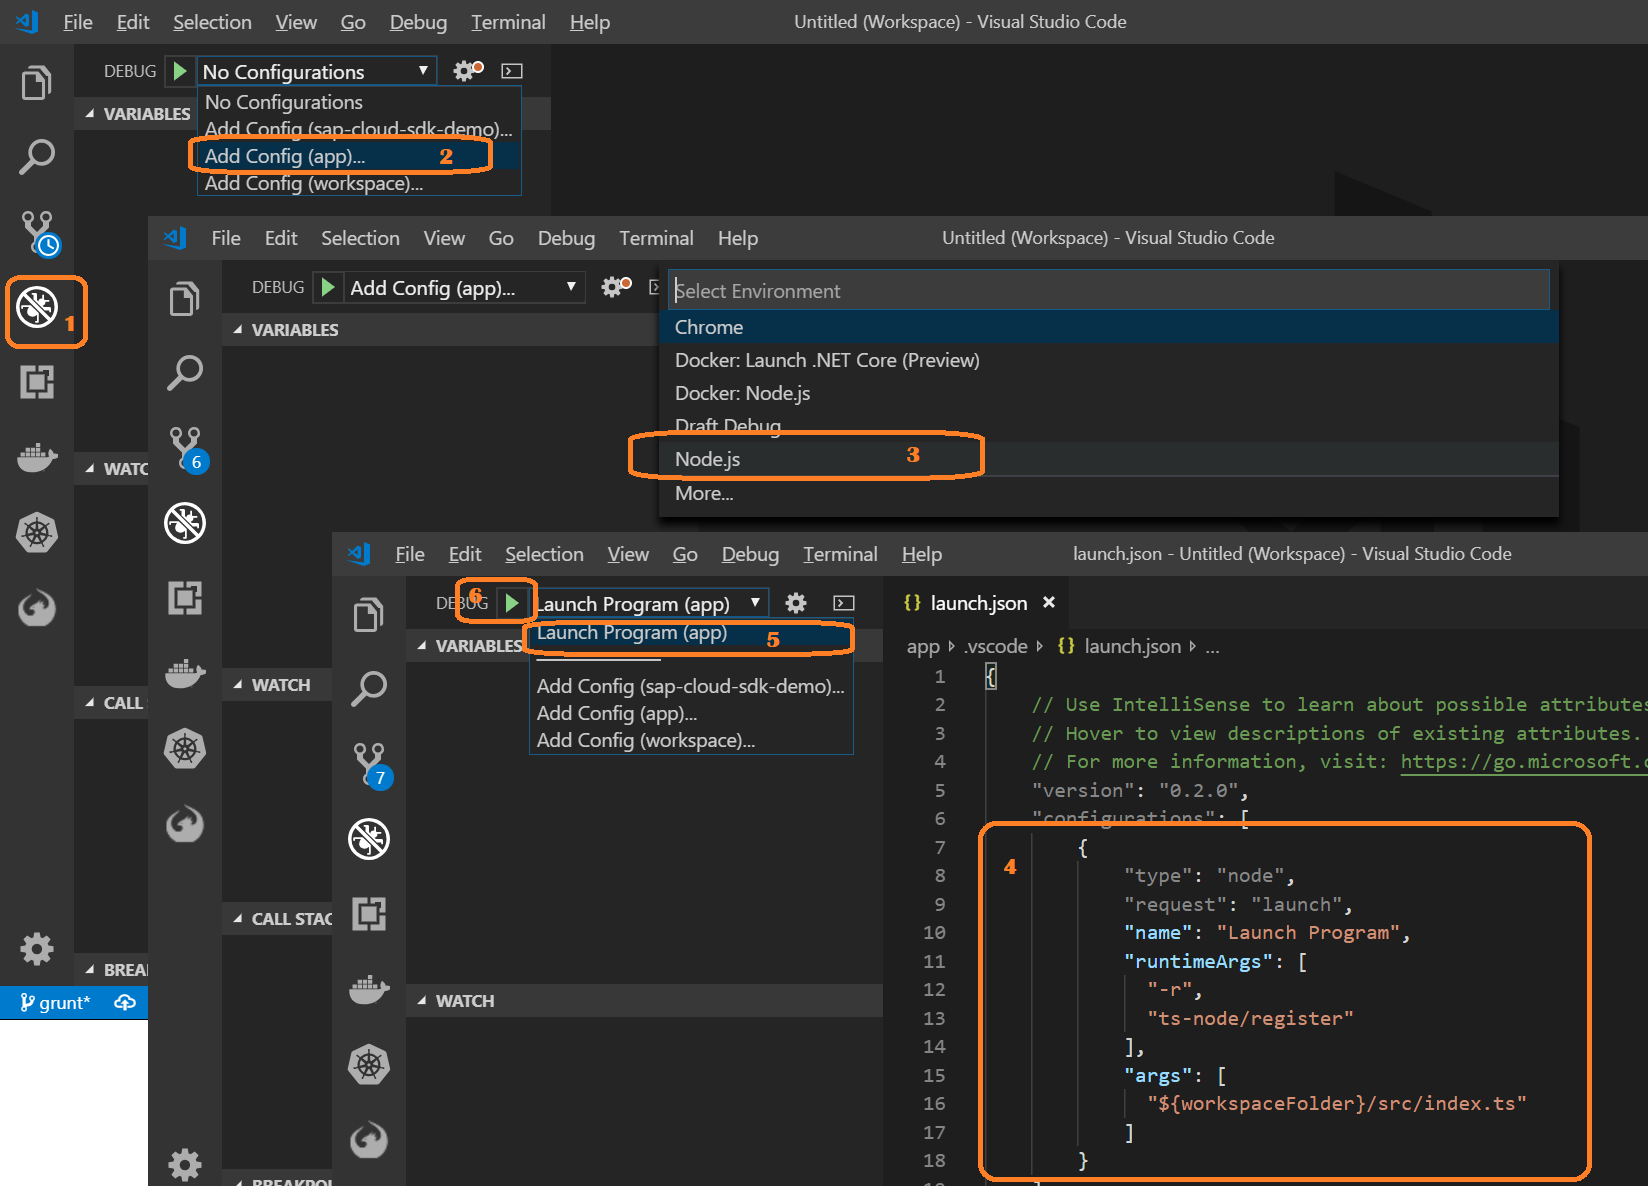 File Edit Selection View Go Debug Terminal Help Untitled (Workspace) - Visual Studio Code
DEBUG No Configurations
VARIABLES
No Configurations
Add Config (sap-cloud-sdk-demo)...
Add Config (app)... 2
Add Config (workspace)...
1
WATC
CALL
BREA
grunt*
File Edit Selection View Go Debug Terminal Help Untitled (Workspace) - Visual Studio Code
DEBUG Add Config (app)...
VARIABLES
Select Environment
Chrome
Docker: Launch .NET Core (Preview)
Docker: Node.js
Draft Debug
Node.js 3
More...
6
WATCH
CALL STAC
BREAKPOI
File Edit Selection View Go Debug Terminal Help launch.json - Untitled (Workspace) - Visual Studio Code
6 DEBUG Launch Program (app)
VARIABLES
Launch Program (app) 5
Add Config (sap-cloud-sdk-demo)...
Add Config (app)...
Add Config (workspace)...
7
WATCH
{} launch.json ×
app › .vscode › {} launch.json › ...
1 {
2 // Use IntelliSense to learn about possible attributes
3 // Hover to view descriptions of existing attributes.
4 // For more information, visit: https://go.microsoft.c
5 "version": "0.2.0",
6 "configurations": [
7 {
4
8 "type": "node",
9 "request": "launch",
10 "name": "Launch Program",
11 "runtimeArgs": [
12 "-r",
13 "ts-node/register"
14 ],
15 "args": [
16 "${workspaceFolder}/src/index.ts"
17 ]
18 }